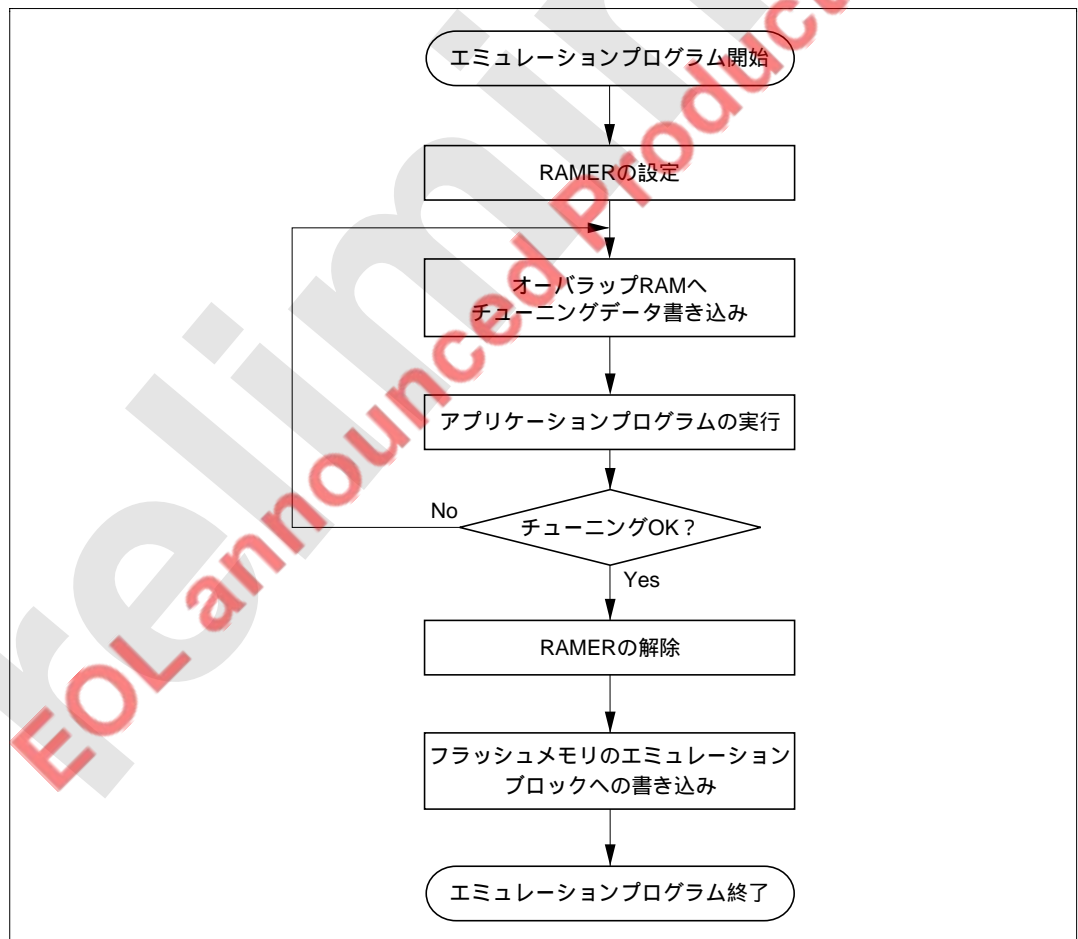 エミュレーションプログラム開始
RAMERの設定
オーバラップRAMへ
チューニングデータ書き込み
アプリケーションプログラムの実行
チューニングOK？
No
Yes
RAMERの解除
フラッシュメモリのエミュレーション
ブロックへの書き込み
エミュレーションプログラム終了
EOL announced Product
relimin